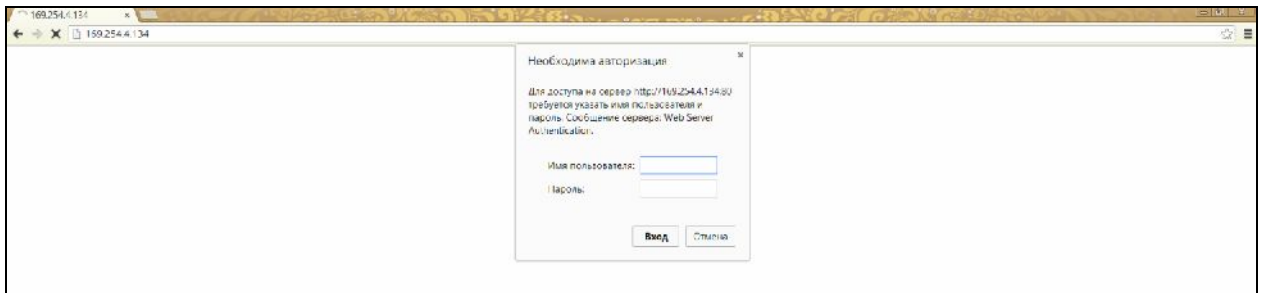 169.254.4.134
169.254.4.134
Необходима авторизация
Для доступа на сервер http://169.254.4.134:80
требуется указать имя пользователя и
пароль. Сообщение сервера: Web Server
Authentication.
Имя пользователя:
Пароль:
Вход Отмена